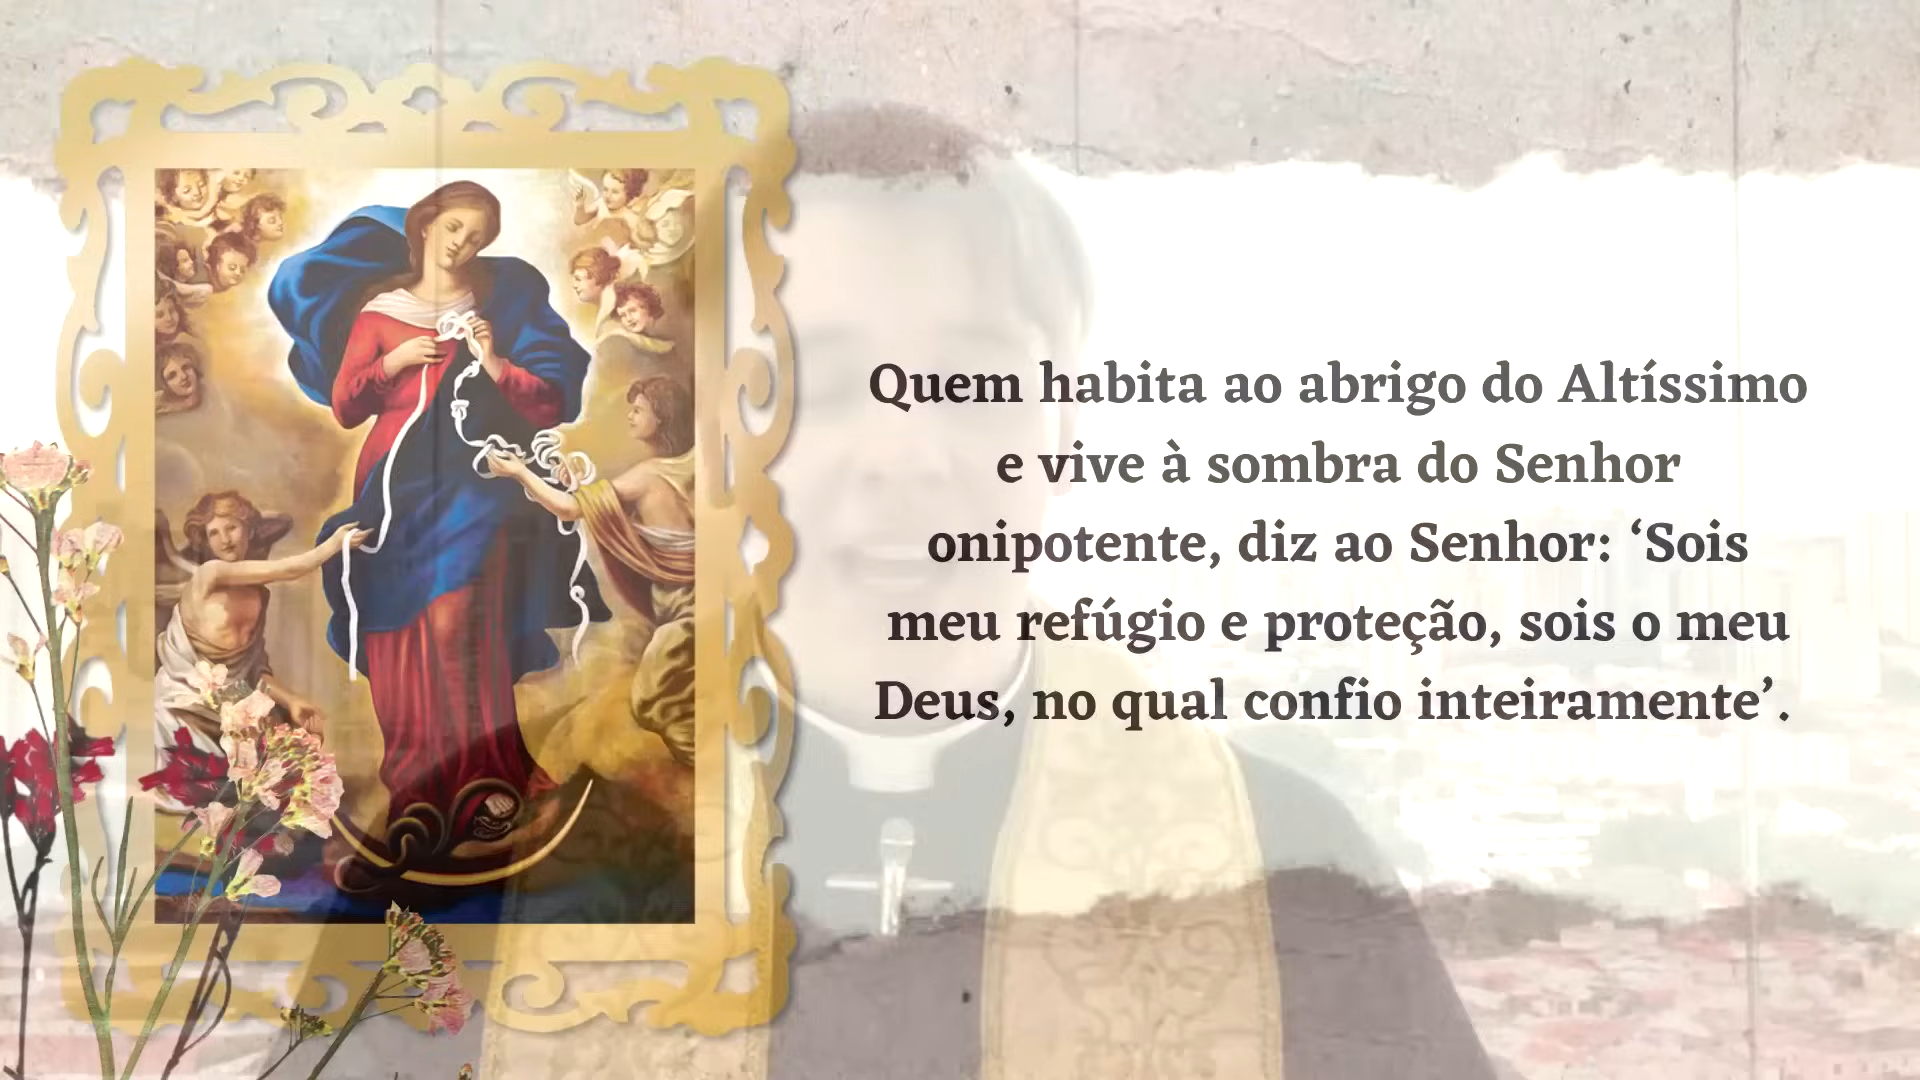 Quem habita ao abrigo do Altíssimo
e vive à sombra do Senhor
onipotente, diz ao Senhor: ‘Sois
meu refúgio e proteção, sois o meu
Deus, no qual confio inteiramente’.